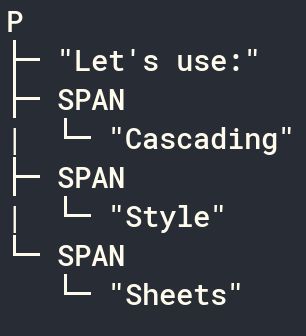 P
├─ "Let's use:"
├─ SPAN
|  └─ "Cascading"
├─ SPAN
|  └─ "Style"
└─ SPAN
   └─ "Sheets"